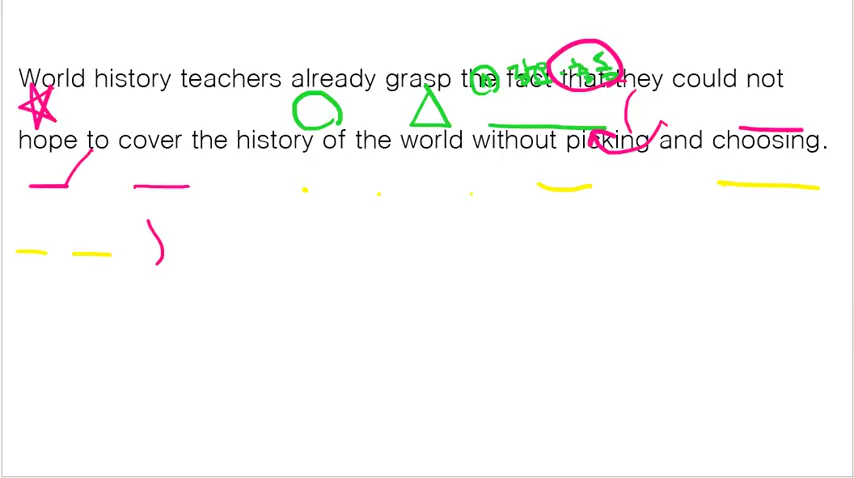 World history teachers already grasp the fact that they could not
hope to cover the history of the world without picking and choosing.